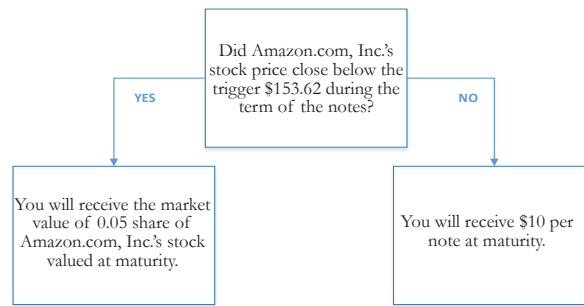 Did Amazon.com, Inc.'s
stock price close below the
trigger $153.62 during the
term of the notes?
YES
NO
You will receive the market
value of 0.05 share of
Amazon.com, Inc.'s stock
valued at maturity.
You will receive $10 per
note at maturity.